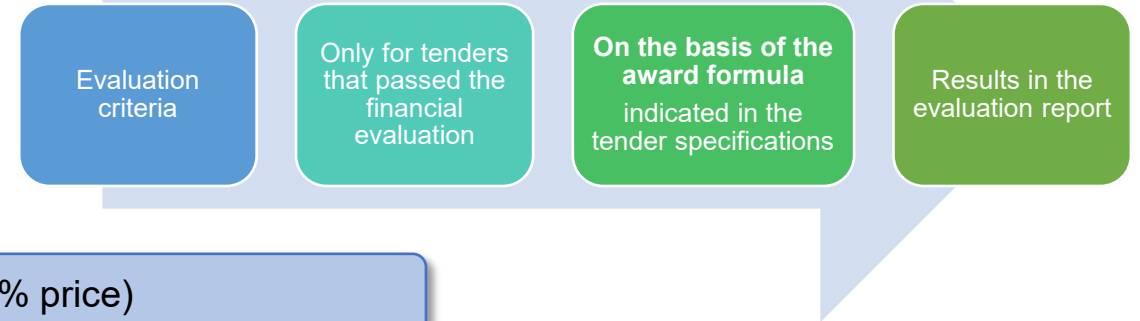 Evaluation
criteria
Only for tenders
that passed the
financial
evaluation
On the basis of the
award formula
indicated in the
tender specifications
Results in the
evaluation report
% price)